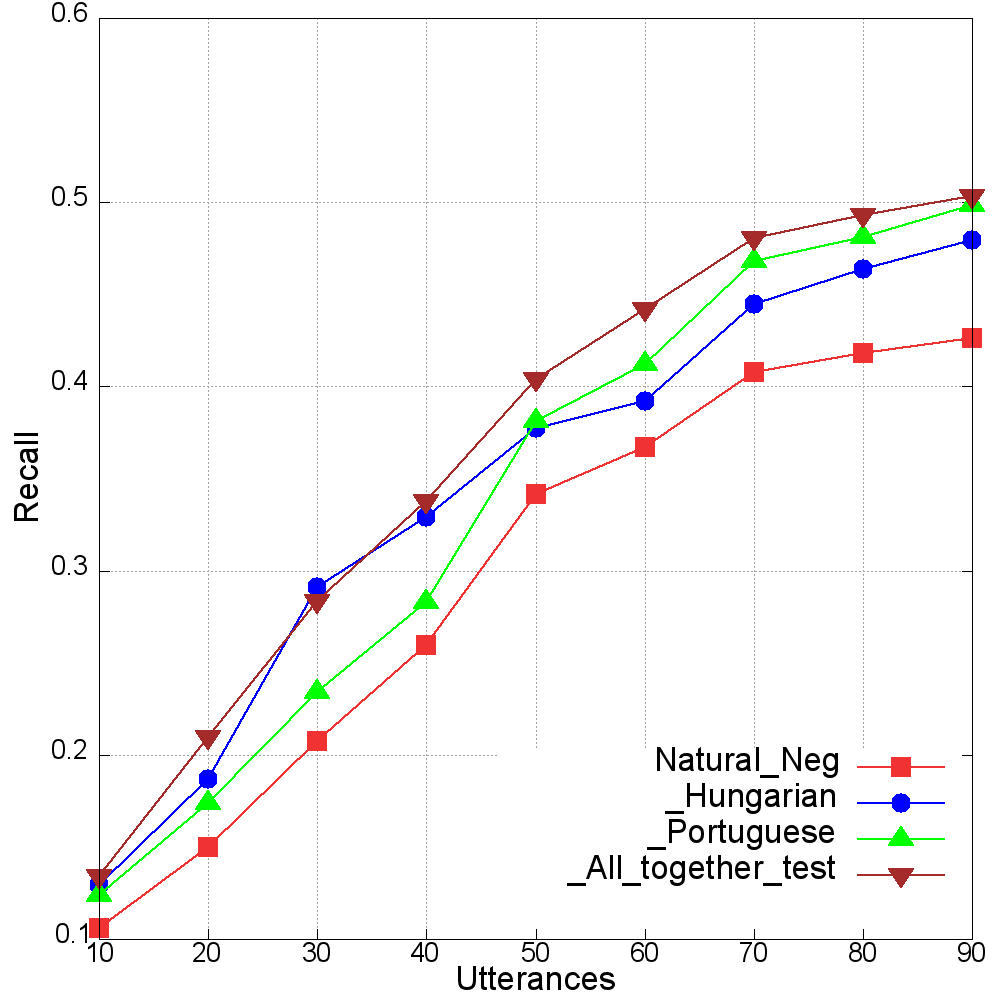 0.6
0.5
0.4
0.3
0.2
0.1
Recall
Natural_Neg
_Hungarian
_Portuguese
_All_together_test
10 20 30 40 50 60 70 80 90
Utterances